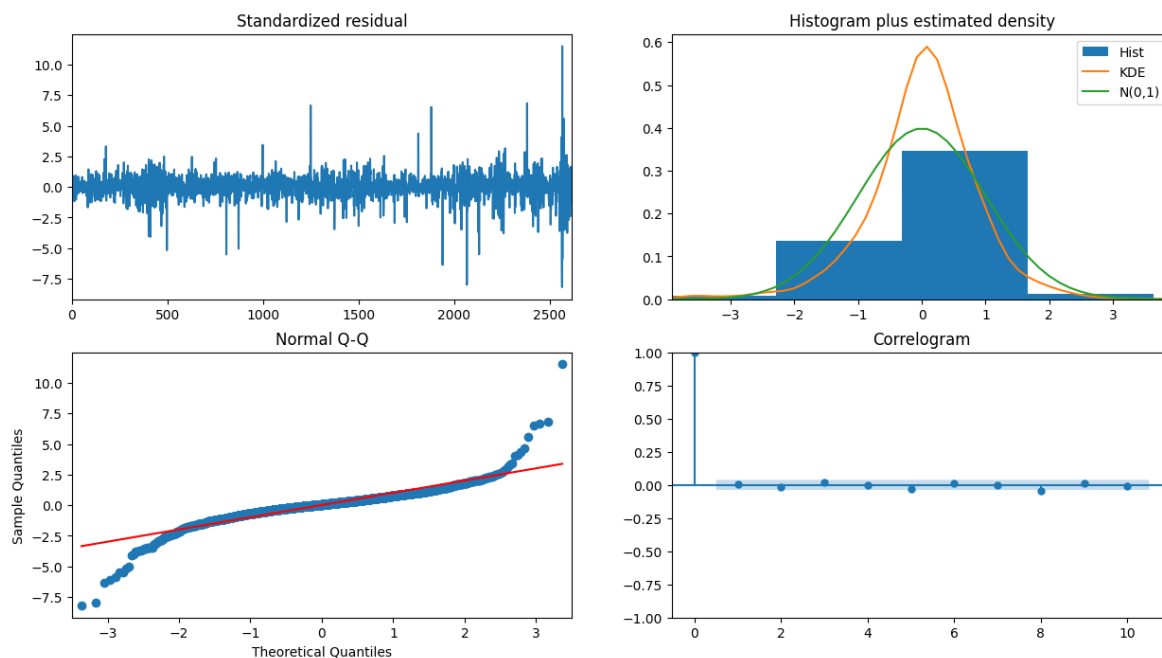 Standardized residual
10.0
7.5
5.0
2.5
0.0
−2.5
−5.0
−7.5
0 500 1000 1500 2000 2500
Histogram plus estimated density
0.6
0.5
0.4
0.3
0.2
0.1
0.0
Hist
KDE
N(0,1)
−3 −2 −1 0 1 2 3
Normal Q-Q
Sample Quantiles
10.0
7.5
5.0
2.5
0.0
−2.5
−5.0
−7.5
−3 −2 −1 0 1 2 3
Theoretical Quantiles
Correlogram
1.00
0.75
0.50
0.25
0.00
−0.25
−0.50
−0.75
−1.00
0 2 4 6 8 10